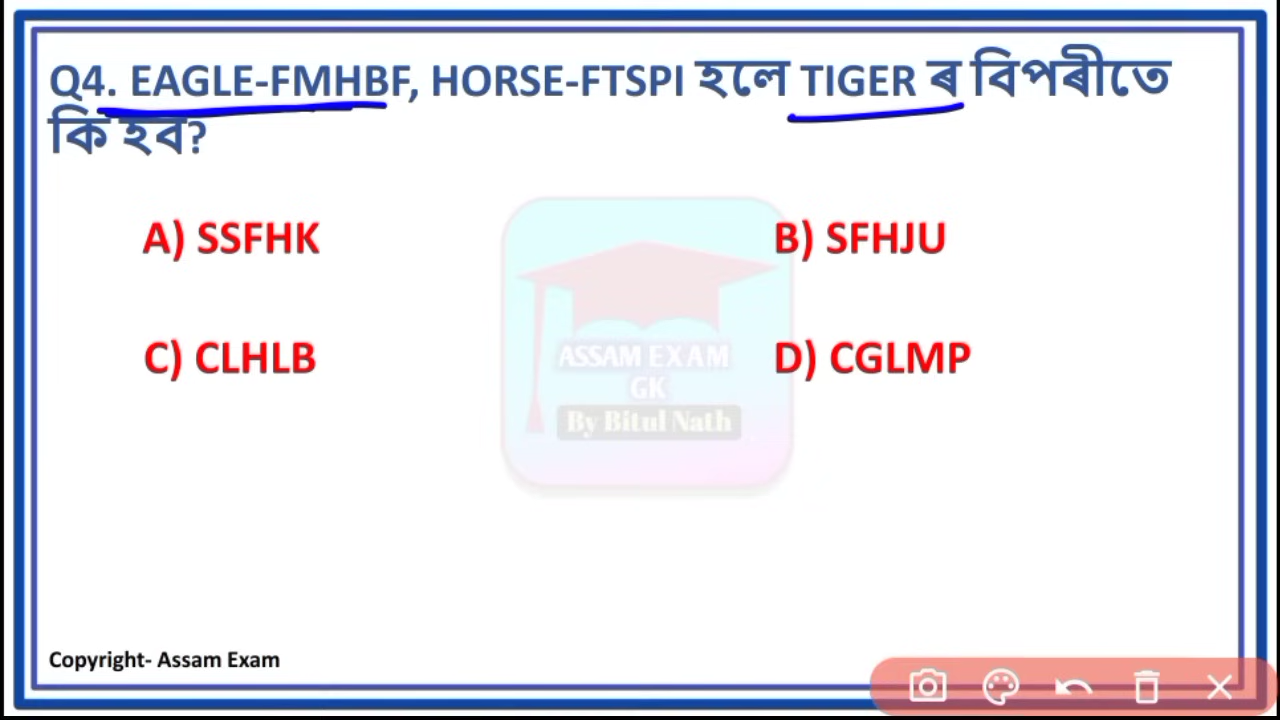 Q4. EAGLE-FMHBF, HORSE-FTSPI হলে TIGER ৰ বিপৰীতে
কি হব?
A) SSFHK
B) SFHJU
C) CLHLB
D) CGLMP
ASSAM EXAM
GK
By Bitul Nath
Copyright- Assam Exam